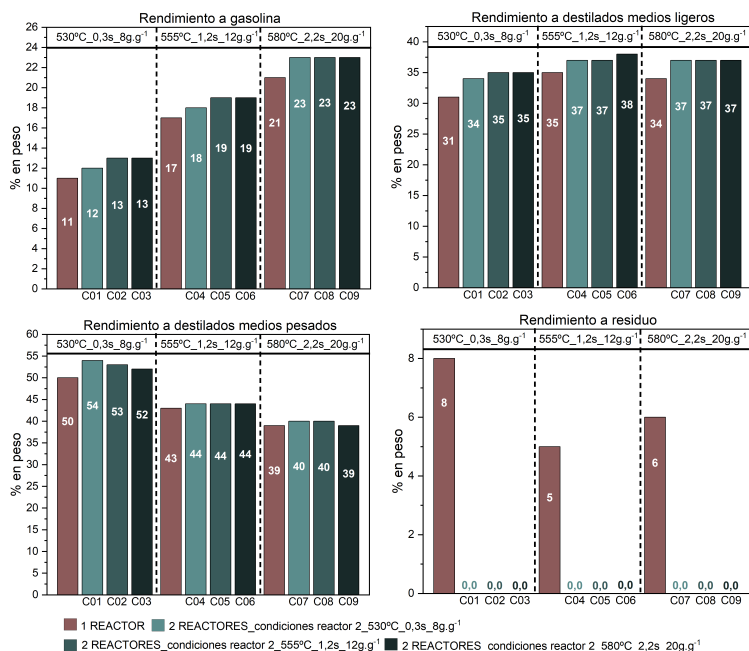 Rendimiento a gasolina
530ºC_0,3s_8g.g⁻¹ 555ºC_1,2s_12g.g⁻¹ 580ºC_2,2s_20g.g⁻¹
% en peso
26
24
22
20
18
16
14
12
10
8
6
4
2
0
11 12 13 13 17 18 19 19 21 23 23 23
C01 C02 C03 C04 C05 C06 C07 C08 C09
Rendimiento a destilados medios ligeros
530ºC_0,3s_8g.g⁻¹ 555ºC_1,2s_12g.g⁻¹ 580ºC_2,2s_20g.g⁻¹
% en peso
40
35
30
25
20
15
10
5
0
31 34 35 35 35 37 37 38 34 37 37 37
C01 C02 C03 C04 C05 C06 C07 C08 C09
Rendimiento a destilados medios pesados
530ºC_0,3s_8g.g⁻¹ 555ºC_1,2s_12g.g⁻¹ 580ºC_2,2s_20g.g⁻¹
% en peso
60
55
50
45
40
35
30
25
20
15
10
5
0
50 54 53 52 43 44 44 44 39 40 40 39
C01 C02 C03 C04 C05 C06 C07 C08 C09
Rendimiento a residuo
530ºC_0,3s_8g.g⁻¹ 555ºC_1,2s_12g.g⁻¹ 580ºC_2,2s_20g.g⁻¹
% en peso
8
6
4
2
0
8 0,0 0,0 0,0 5 0,0 0,0 0,0 6 0,0 0,0 0,0
C01 C02 C03 C04 C05 C06 C07 C08 C09
1 REACTOR 2 REACTORES_condiciones reactor 2_530ºC_0,3s_8g.g⁻¹
2 REACTORES_condiciones reactor 2_555ºC_1,2s_12g.g⁻¹ 2 REACTORES_condiciones reactor 2_580ºC_2,2s_20g.g⁻¹